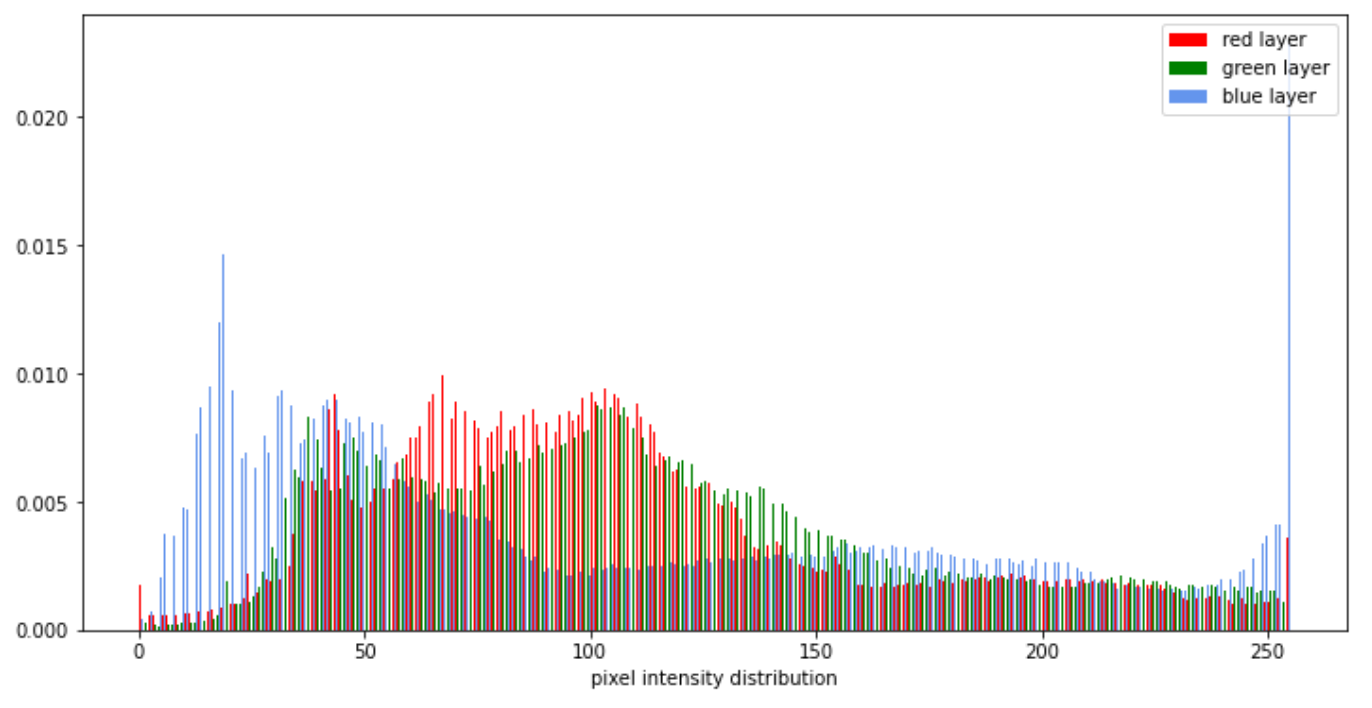 red layer
green layer
blue layer
0.020
0.015
0.010
0.005
0.000
0 50 100 150 200 250
pixel intensity distribution